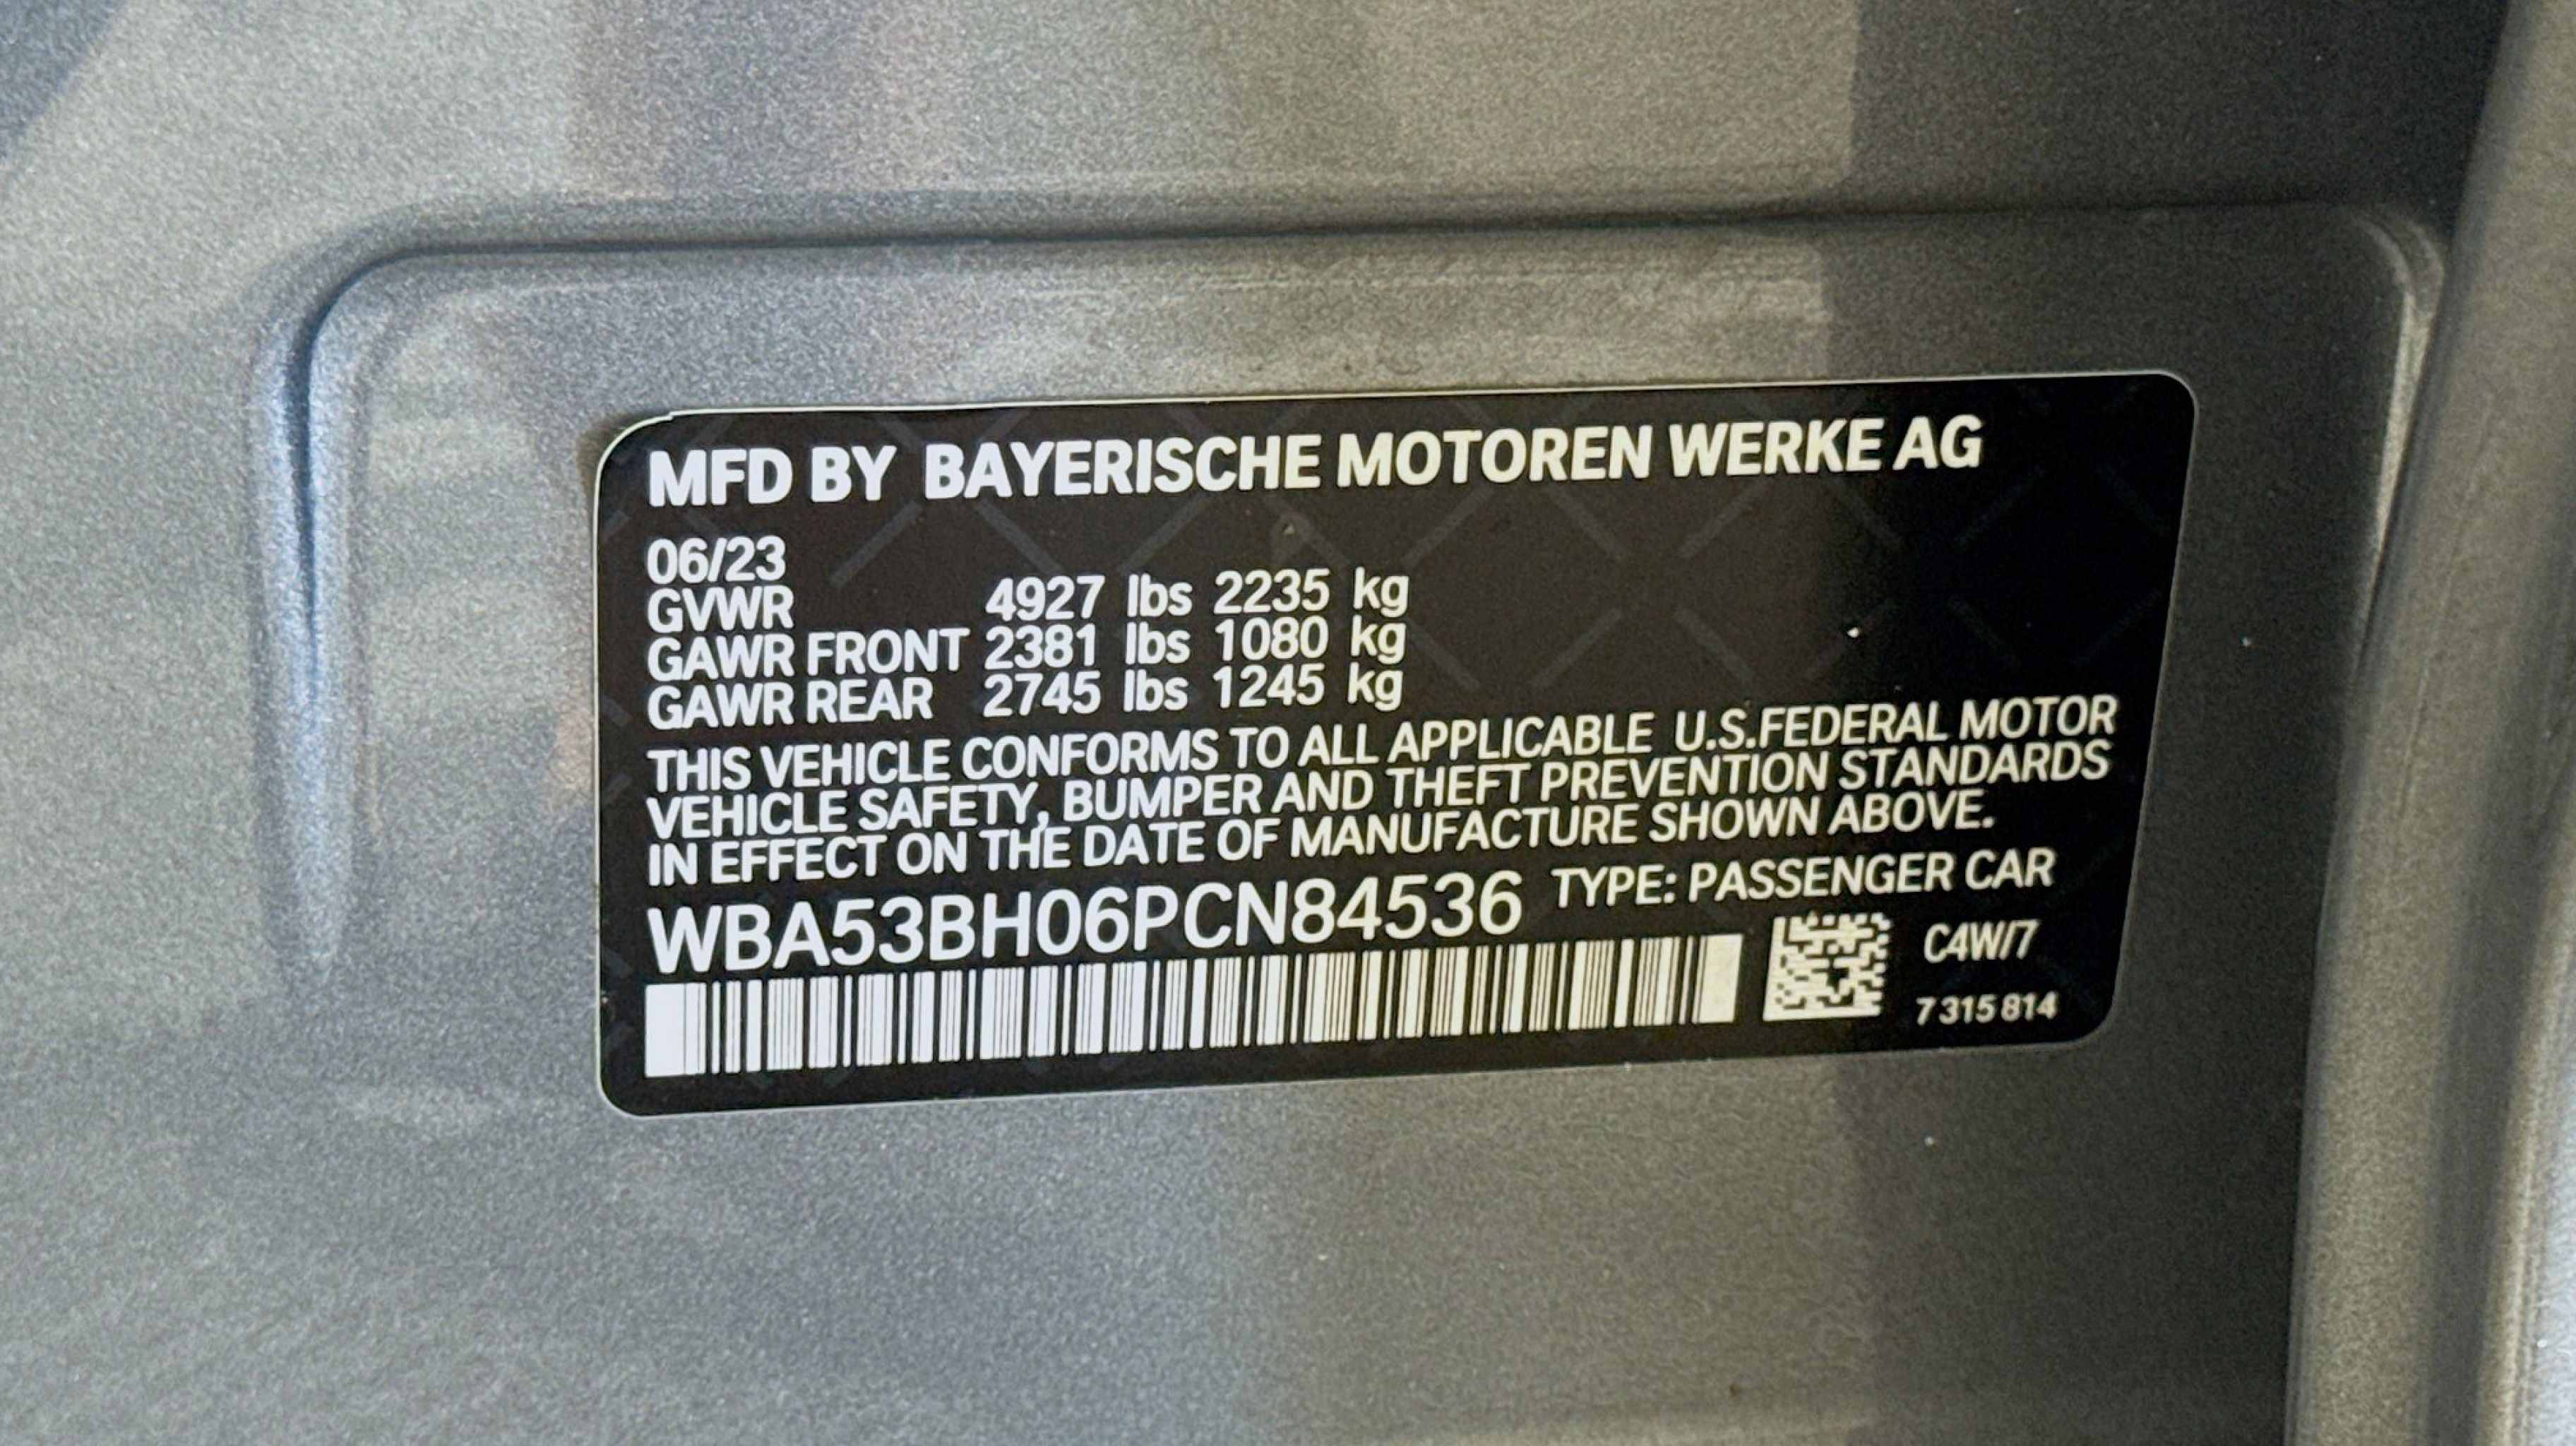 MFD BY BAYERISCHE MOTOREN WERKE AG
06/23
GVWR 4927 lbs 2235 kg
GAWR FRONT 2381 lbs 1080 kg
GAWR REAR 2745 lbs 1245 kg
THIS VEHICLE CONFORMS TO ALL APPLICABLE U.S.FEDERAL MOTOR
VEHICLE SAFETY, BUMPER AND THEFT PREVENTION STANDARDS
IN EFFECT ON THE DATE OF MANUFACTURE SHOWN ABOVE.
WBA53BH06PCN84536 TYPE: PASSENGER CAR
C4W/7
7 315 814